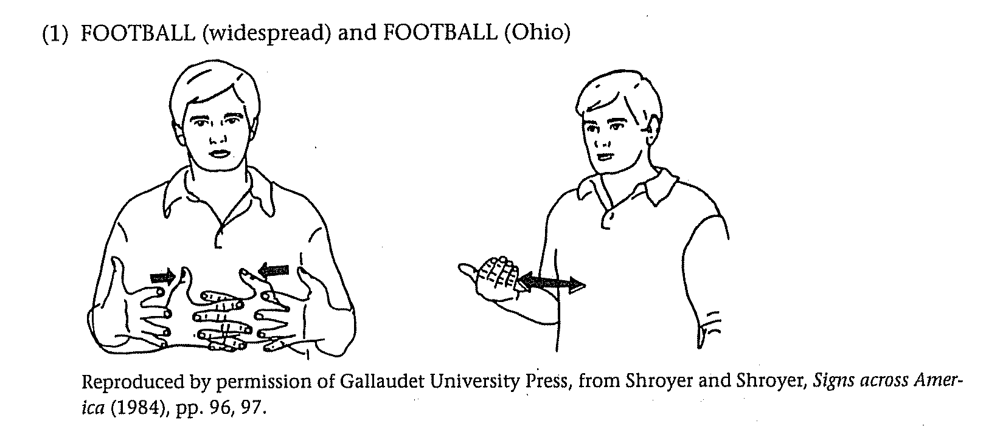 (1) FOOTBALL (widespread) and FOOTBALL (Ohio)
Reproduced by permission of Gallaudet University Press, from Shroyer and Shroyer, Signs across Amer-
ica (1984), pp. 96, 97.